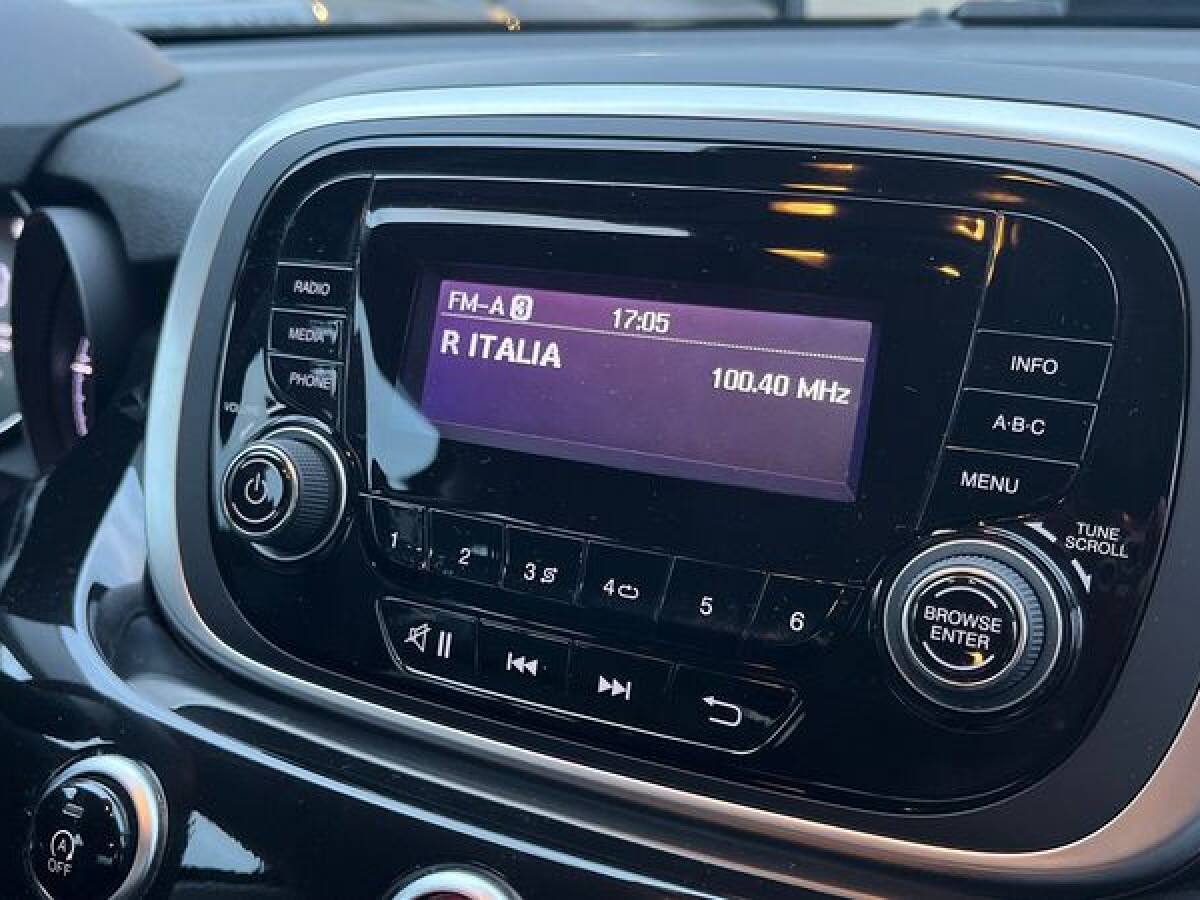 RADIO
MEDIA
PHONE
FM-A 3 17:05
R ITALIA
100.40 MHz
INFO
A·B·C
MENU
TUNE
SCROLL
1 2 3 4 5 6
BROWSE
ENTER
A
OFF